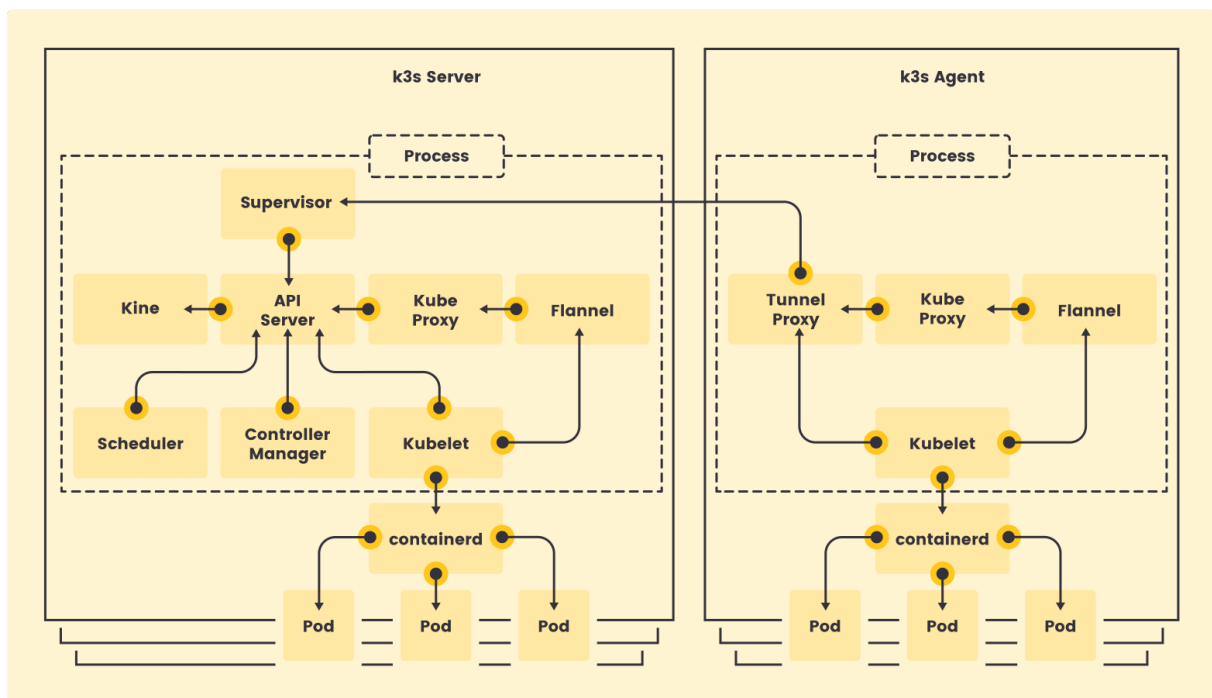 k3s Server
k3s Agent
Process
Process
Supervisor
Kine
API
Server
Kube
Proxy
Flannel
Tunnel
Proxy
Kube
Proxy
Flannel
Scheduler
Controller
Manager
Kubelet
Kubelet
containerd
containerd
Pod
Pod
Pod
Pod
Pod
Pod